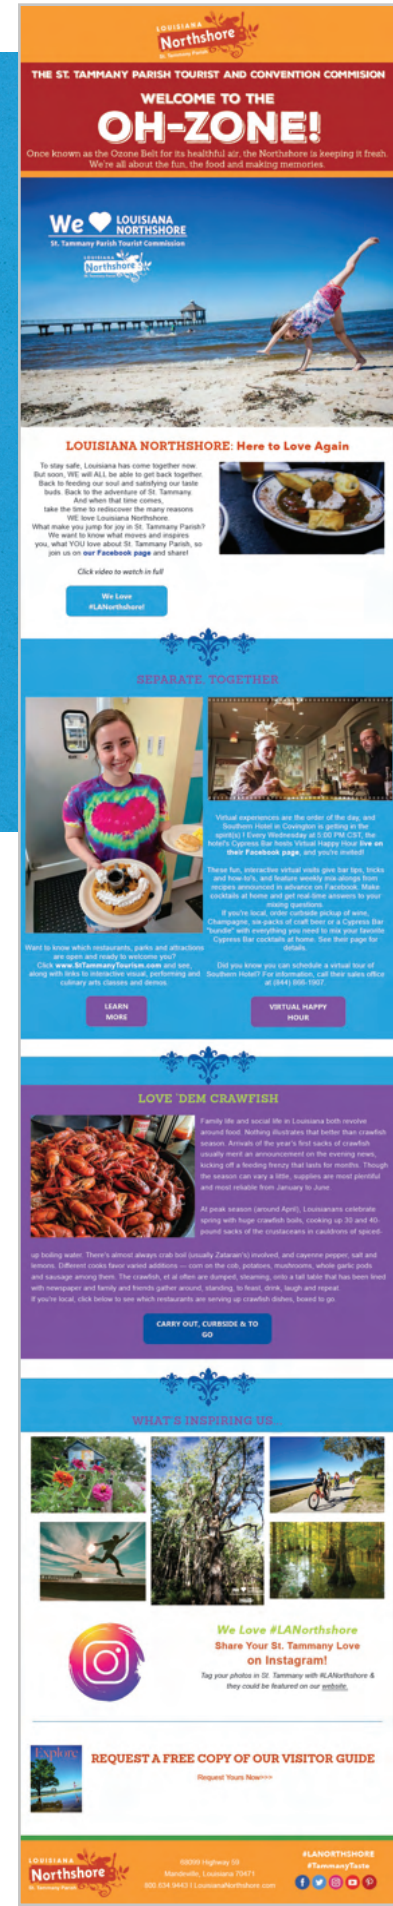 LOUISIANA
Northshore
St. Tammany Parish
THE ST. TAMMANY PARISH TOURIST AND CONVENTION COMMISION
WELCOME TO THE
OH-ZONE!
Once known as the Ozone Belt for its healthful air, the Northshore is keeping it fresh.
We're all about the fun, the food and making memories.
We LOUISIANA
NORTHSHORE
St. Tammany Parish Tourist Commission
LOUISIANA
Northshore
LOUISIANA NORTHSHORE: Here to Love Again
To stay safe, Louisiana has come together now.
But soon, WE will ALL be able to get back together.
Back to feeding our soul and satisfying our taste
buds. Back to the adventure of St. Tammany.
And when that time comes,
take the time to rediscover the many reasons
WE love Louisiana Northshore.
What make you jump for joy in St. Tammany Parish?
We want to know what moves and inspires
you, what YOU love about St. Tammany Parish, so
join us on our Facebook page and share!
Click video to watch in full
We Love
#LANorthshore!
SEPARATE, TOGETHER
Want to know which restaurants, parks and attractions
are open and ready to welcome you?
Click www.StTammanyTourism.com and see,
along with links to interactive visual, performing and
culinary arts classes and demos.
LEARN
MORE
Virtual experiences are the order of the day, and
Southern Hotel in Covington is getting in the
spirit(s) ! Every Wednesday at 5:00 PM CST, the
hotel's Cypress Bar hosts Virtual Happy Hour live on
their Facebook page, and you're invited!
These fun, interactive virtual visits give bar tips, tricks
and how-to's, and feature weekly mix-alongs from
recipes announced in advance on Facebook. Make
cocktails at home and get real-time answers to your
mixing questions.
If you're local, order curbside pickup of wine,
Champagne, six-packs of craft beer or a Cypress Bar
"bundle" with everything you need to mix your favorite
Cypress Bar cocktails at home. See their page for
details.
Did you know you can schedule a virtual tour of
Southern Hotel? For information, call their sales office
at (844) 866-1907.
VIRTUAL HAPPY
HOUR
LOVE 'DEM CRAWFISH
Family life and social life in Louisiana both revolve
around food. Nothing illustrates that better than crawfish
season. Arrivals of the year's first sacks of crawfish
usually merit an announcement on the evening news,
kicking off a feeding frenzy that lasts for months. Though
the season can vary a little, supplies are most plentiful
and most reliable from January to June.
At peak season (around April), Louisianans celebrate
spring with huge crawfish boils, cooking up 30 and 40-
pound sacks of the crustaceans in cauldrons of spiced-
up boiling water. There's almost always crab boil (usually Zatarain's) involved, and cayenne pepper, salt and
lemons. Different cooks favor varied additions — corn on the cob, potatoes, mushrooms, whole garlic pods
and sausage among them. The crawfish, et al often are dumped, steaming, onto a tall table that has been lined
with newspaper and family and friends gather around, standing, to feast, drink, laugh and repeat.
If you're local, click below to see which restaurants are serving up crawfish dishes, boxed to go.
CARRY OUT, CURBSIDE & TO
GO
WHAT'S INSPIRING US
We Love #LANorthshore
Share Your St. Tammany Love
on Instagram!
Tag your photos in St. Tammany with #LANorthshore &
they could be featured on our website.
Explore
REQUEST A FREE COPY OF OUR VISITOR GUIDE
Request Yours Now>>>
LOUISIANA
Northshore
St. Tammany Parish
68099 Highway 59
Mandeville, Louisiana 70471
800.634.9443 | LouisianaNorthshore.com
#LANORTHSHORE
#TammanyTaste